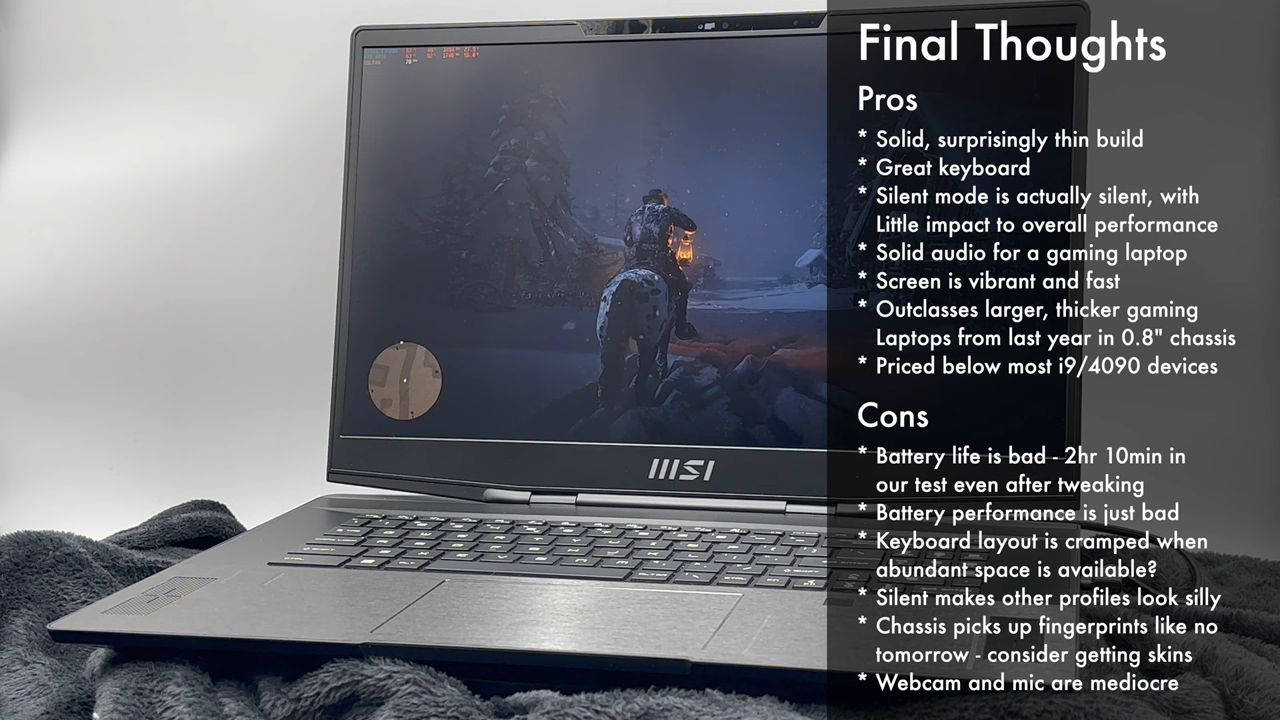 Final Thoughts
Pros
* Solid, surprisingly thin build
* Great keyboard
* Silent mode is actually silent, with
Little impact to overall performance
* Solid audio for a gaming laptop
* Screen is vibrant and fast
* Outclasses larger, thicker gaming
Laptops from last year in 0.8" chassis
* Priced below most i9/4090 devices
Cons
* Battery life is bad - 2hr 10min in
our test even after tweaking
* Battery performance is just bad
* Keyboard layout is cramped when
abundant space is available?
* Silent makes other profiles look silly
* Chassis picks up fingerprints like no
tomorrow - consider getting skins
* Webcam and mic are mediocre
msi